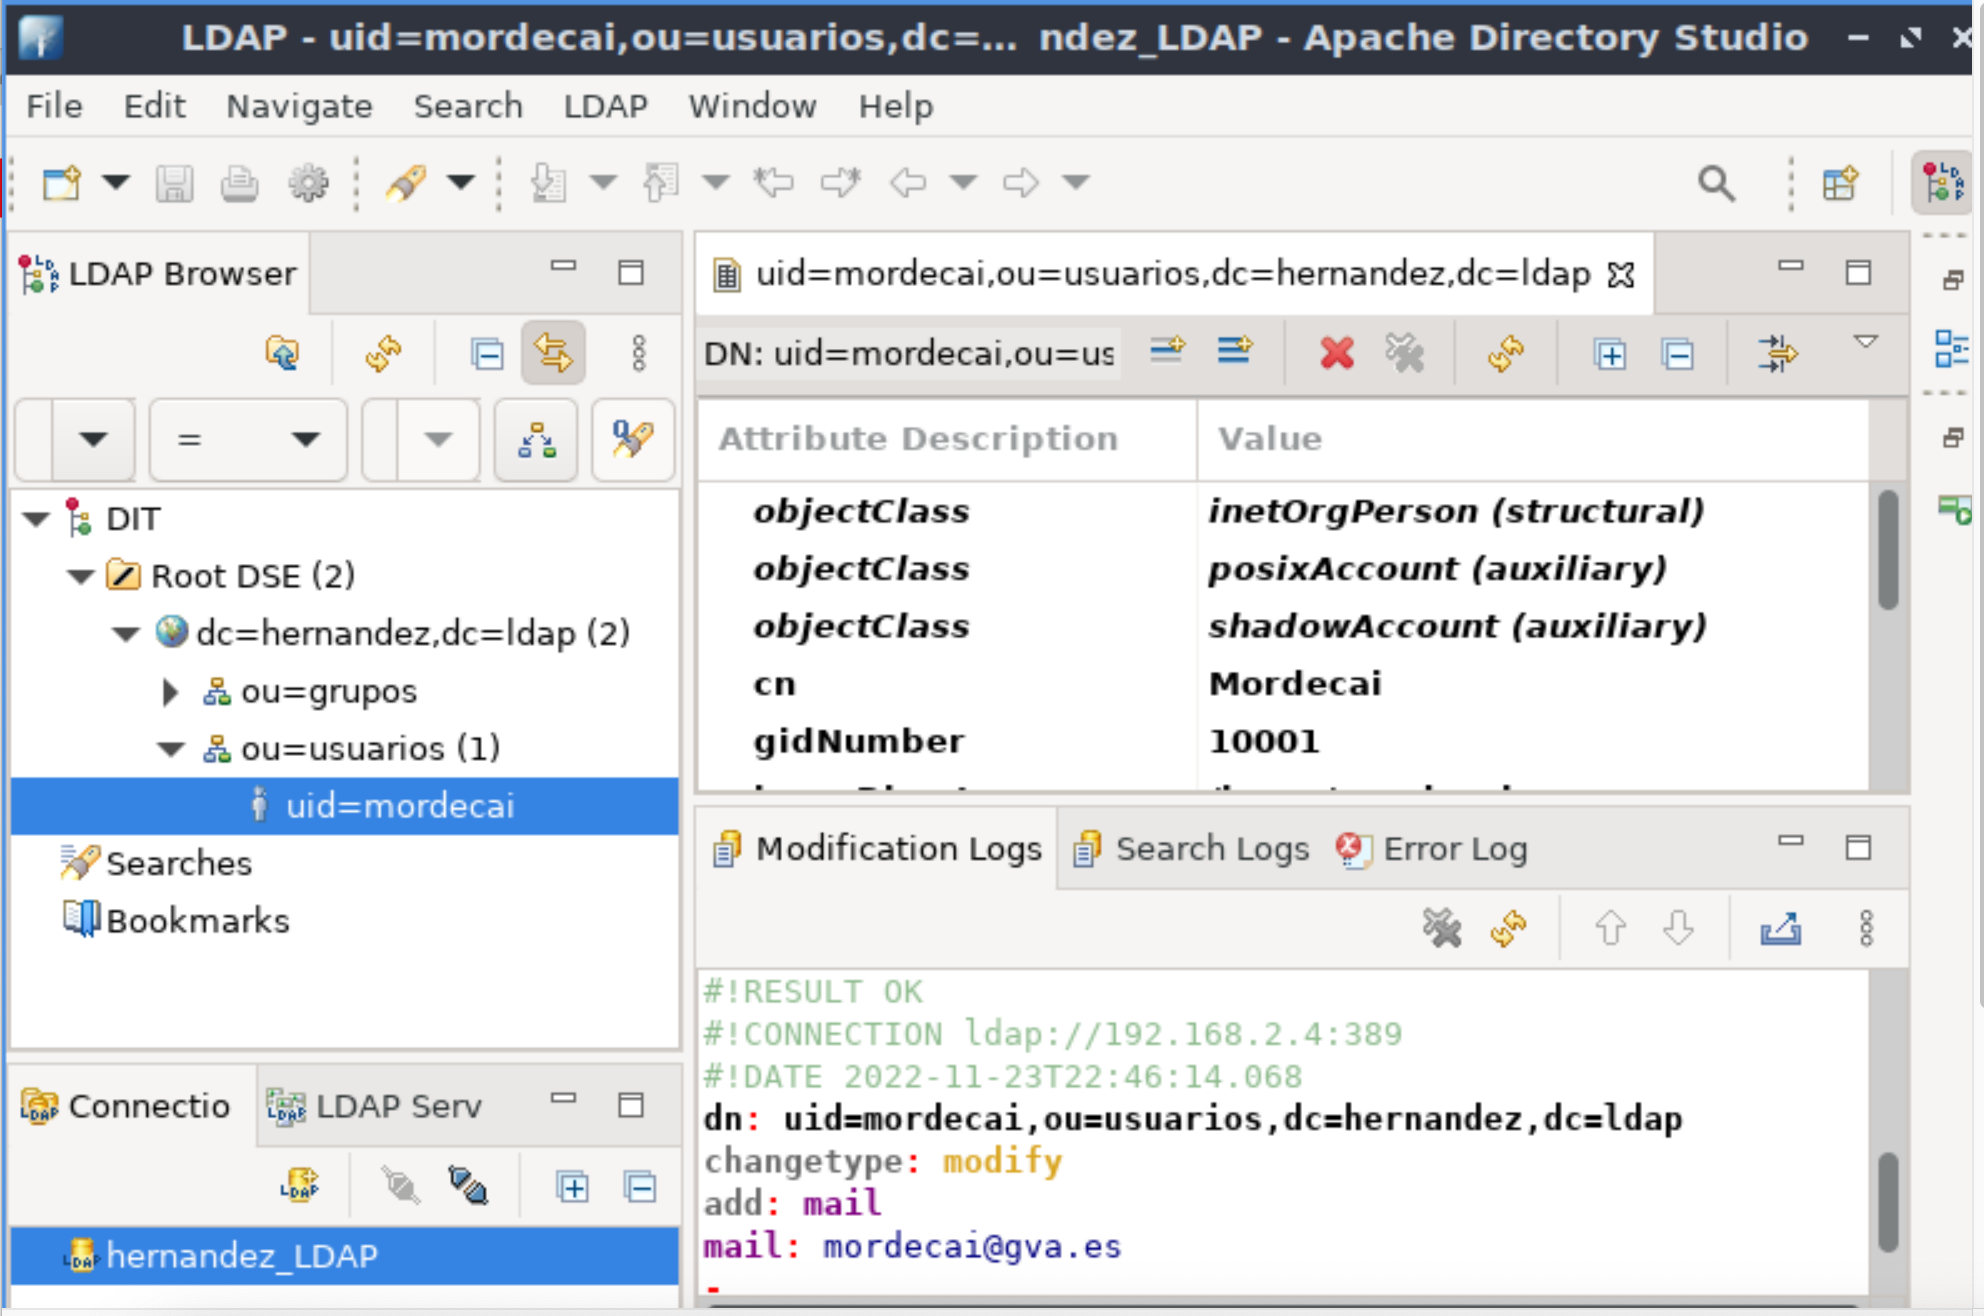 LDAP - uid=mordecai,ou=usuarios,dc=... ndez_LDAP - Apache Directory Studio
File Edit Navigate Search LDAP Window Help
LDAP Browser
=
DIT
Root DSE (2)
dc=hernandez,dc=ldap (2)
ou=grupos
ou=usuarios (1)
uid=mordecai
Searches
Bookmarks
Connectio LDAP Serv
hernandez_LDAP
uid=mordecai,ou=usuarios,dc=hernandez,dc=ldap
DN: uid=mordecai,ou=us
Attribute Description Value
objectClass inetOrgPerson (structural)
objectClass posixAccount (auxiliary)
objectClass shadowAccount (auxiliary)
cn Mordecai
gidNumber 10001
Modification Logs Search Logs Error Log
#!RESULT OK
#!CONNECTION ldap://192.168.2.4:389
#!DATE 2022-11-23T22:46:14.068
dn: uid=mordecai,ou=usuarios,dc=hernandez,dc=ldap
changetype: modify
add: mail
mail: mordecai@gva.es
-